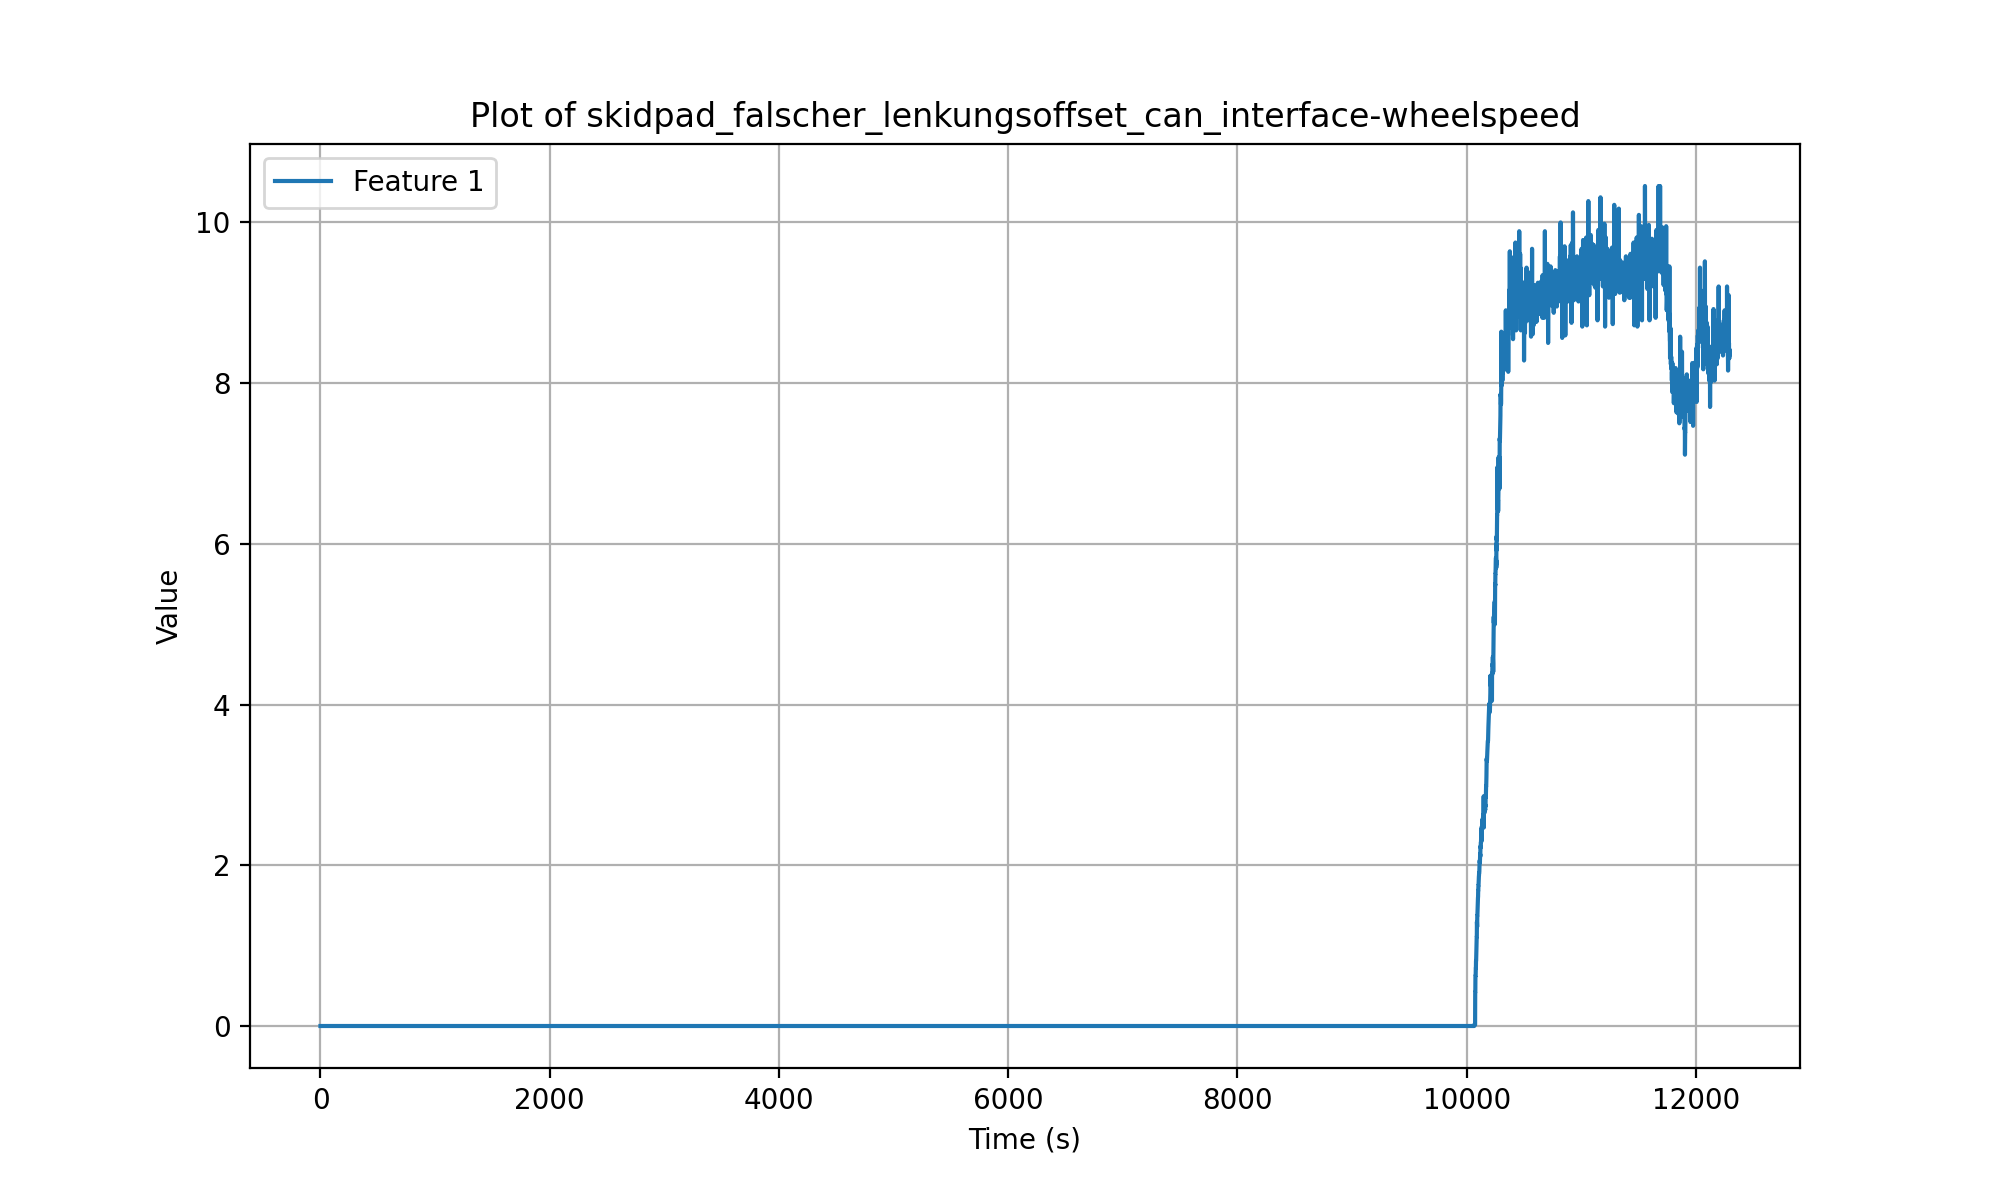 Plot of skidpad_falscher_lenkungsoffset_can_interface-wheelspeed
Feature 1
10
8
6
4
2
0
Value
0 2000 4000 6000 8000 10000 12000
Time (s)